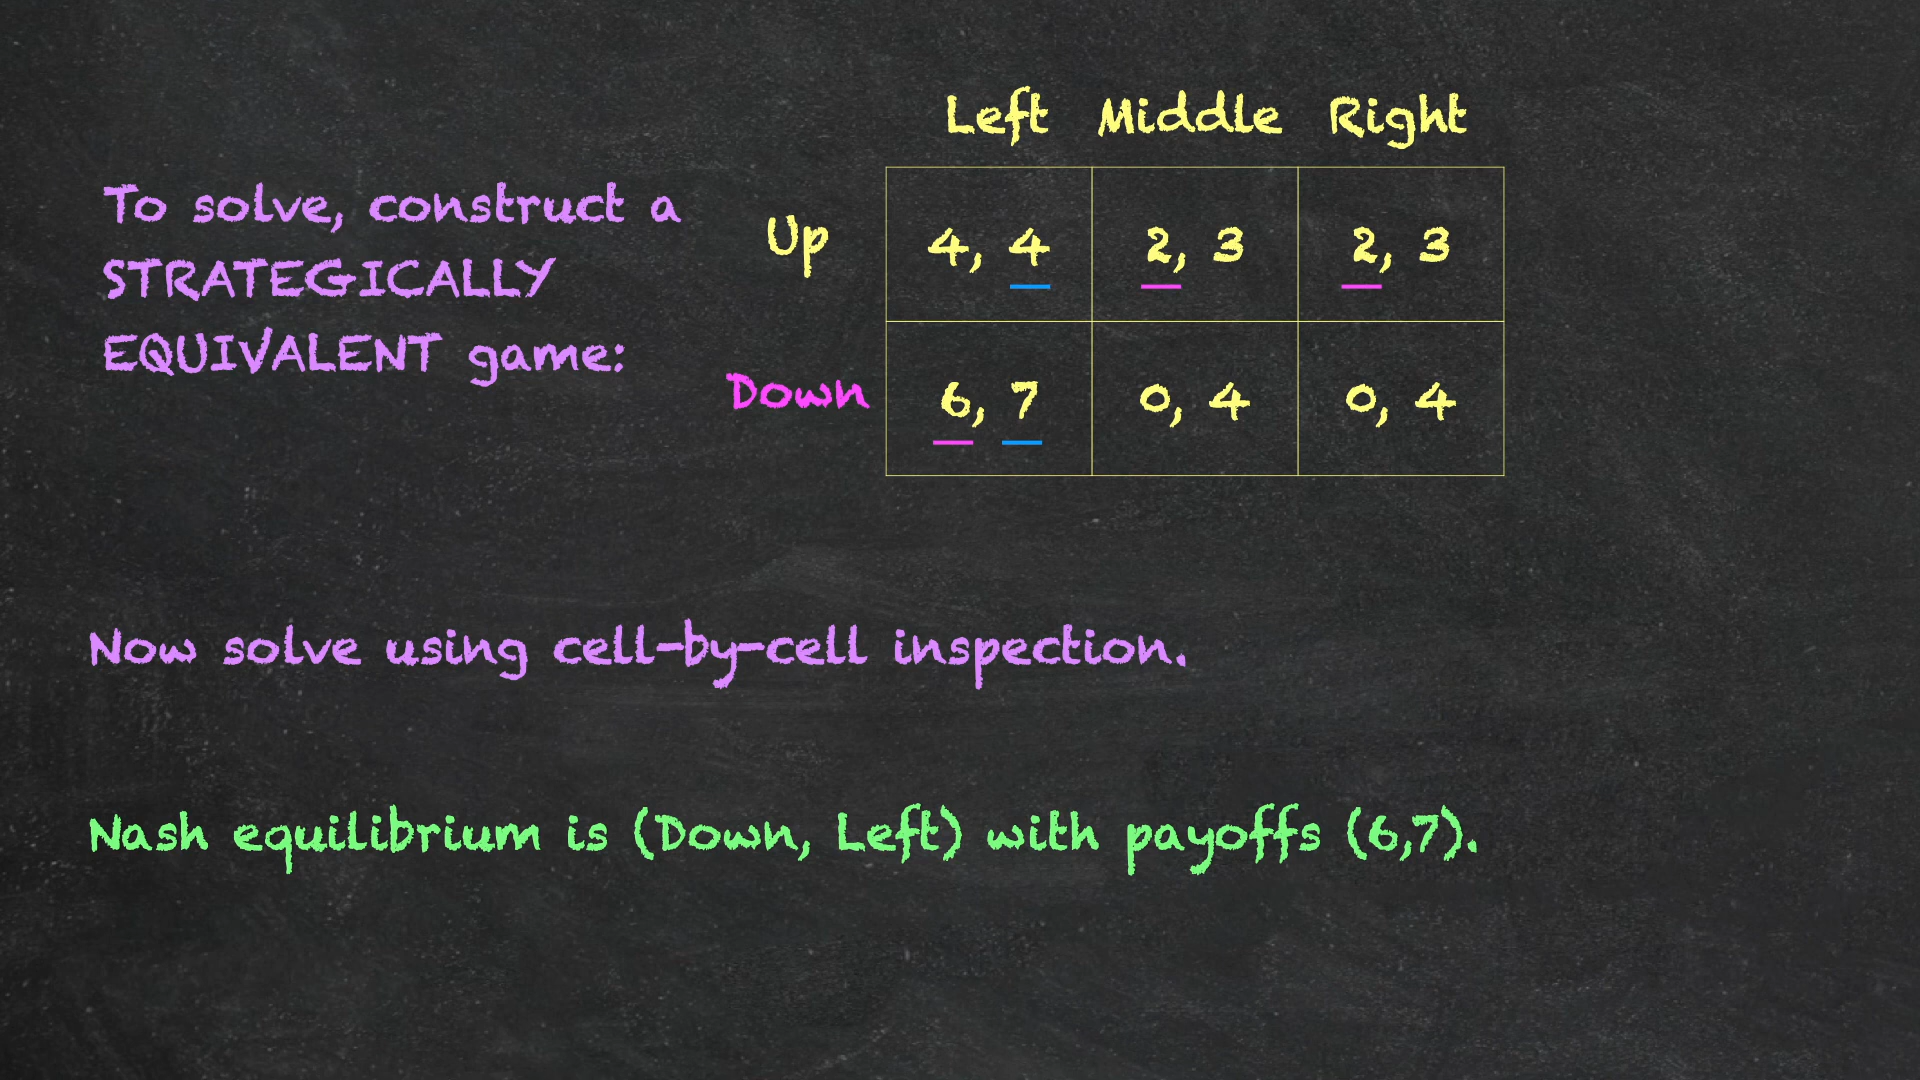 Left Middle Right
To solve, construct a
STRATEGICALLY
EQUIVALENT game:
Up 4, 4 2, 3 2, 3
Down 6, 7 0, 4 0, 4
Now solve using cell-by-cell inspection.
Nash equilibrium is (Down, Left) with payoffs (6,7).